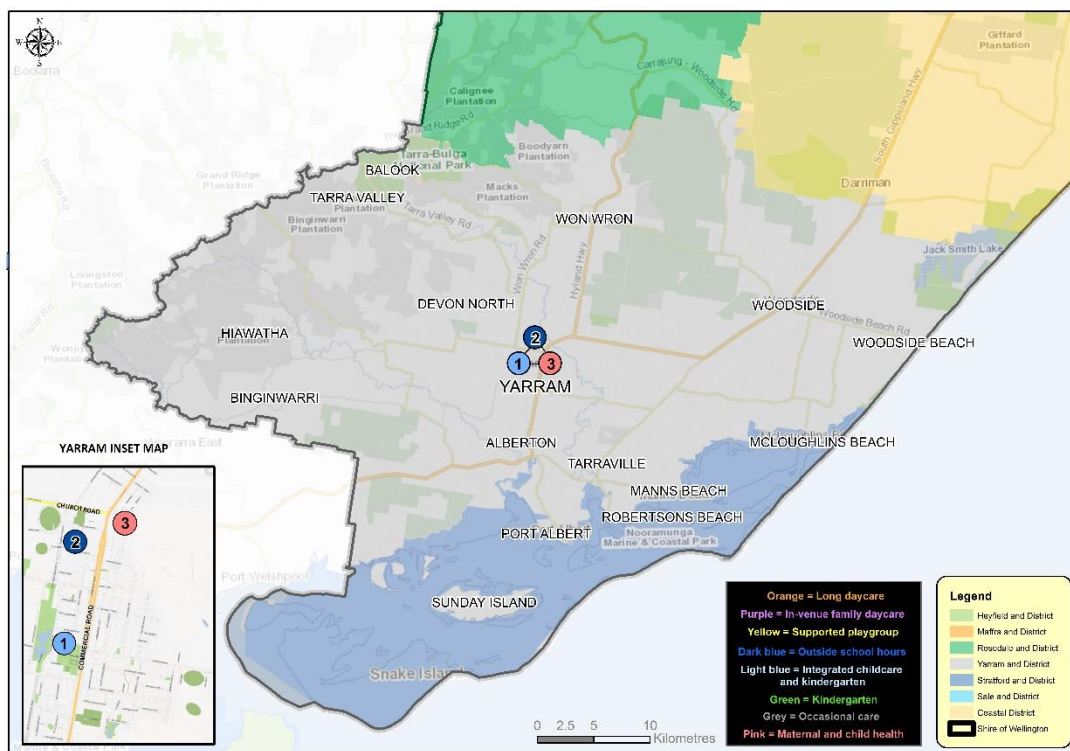 N
W E
S
Boolarra
Giffard
Plantation
Carrajung - Woodside Rd
Calignee
Plantation
The Grand Ridge Rd
South Gippsland Hwy
Boodyarn
Plantation
Tarra-Bulga
National Park
BALOOK
Grand Ridge
Plantation
Macks
Plantation
Darriman
TARRA VALLEY
Binginwarri
Plantation
Tarra Valley Rd
WON WRON
Won Wron Rd
Hyland Hwy
Jack Smith Lake
Livingston
Plantation
DEVON NORTH
WOODSIDE
Woodside
Woodside Beach Rd
HIAWATHA
Plantation
WOODSIDE BEACH
2
1
3
YARRAM
BINGINWARRI
ALBERTON
MCLOUGHLINS BEACH
TARRAVILLE
MANNS BEACH
ROBERTSONS BEACH
Nooramunga
Marine & Coastal Park
PORT ALBERT
Port Welshpool
SUNDAY ISLAND
Snake Island
YARRAM INSET MAP
CHURCH ROAD
3
2
1
COMMERCIAL ROAD
Marine & Coastal Park
0 2.5 5 10
Kilometres
Orange = Long daycare
Purple = In-venue family daycare
Yellow = Supported playgroup
Dark blue = Outside school hours
Light blue = Integrated childcare
and kindergarten
Green = Kindergarten
Grey = Occasional care
Pink = Maternal and child health
Legend
Heyfield and District
Maffra and District
Rosedale and District
Yarram and District
Stratford and District
Sale and District
Coastal District
Shire of Wellington